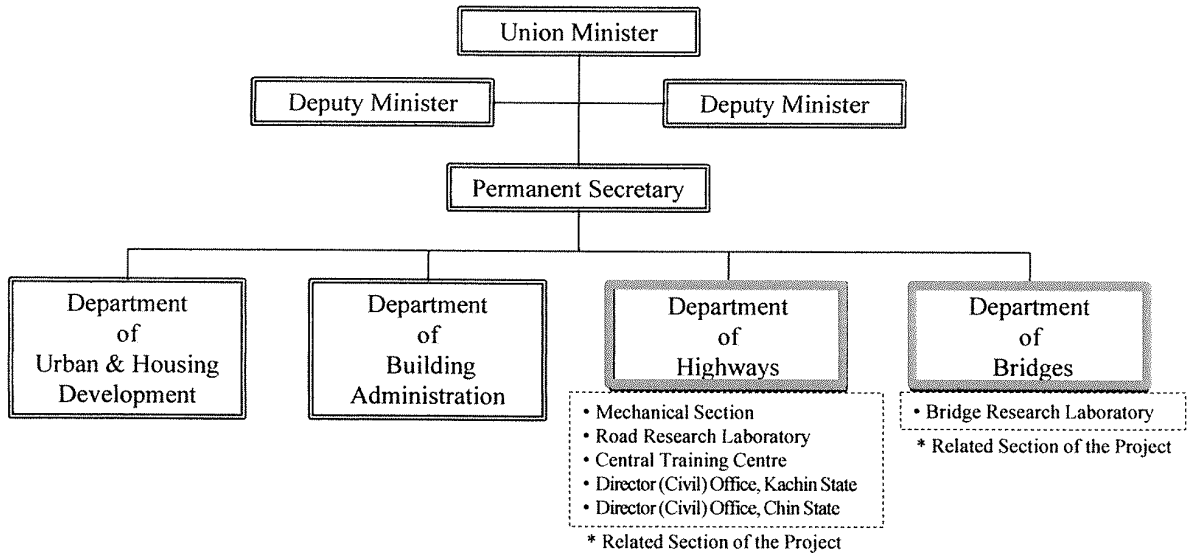 Union Minister
Deputy Minister
Deputy Minister
Permanent Secretary
Department
of
Urban & Housing
Development
Department
of
Building
Administration
Department
of
Highways
• Mechanical Section
• Road Research Laboratory
• Central Training Centre
• Director (Civil) Office, Kachin State
• Director (Civil) Office, Chin State
* Related Section of the Project
Department
of
Bridges
• Bridge Research Laboratory
* Related Section of the Project